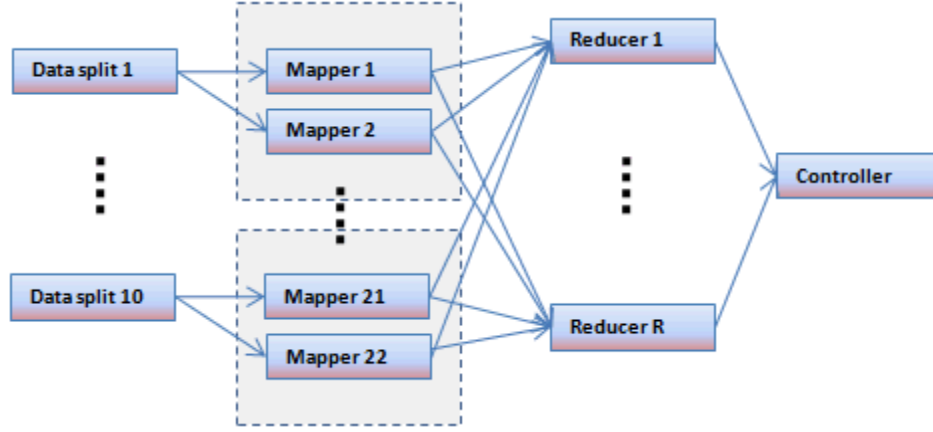 Data split 1
Mapper 1
Mapper 2
Reducer 1
Controller
Data split 10
Mapper 21
Mapper 22
Reducer R